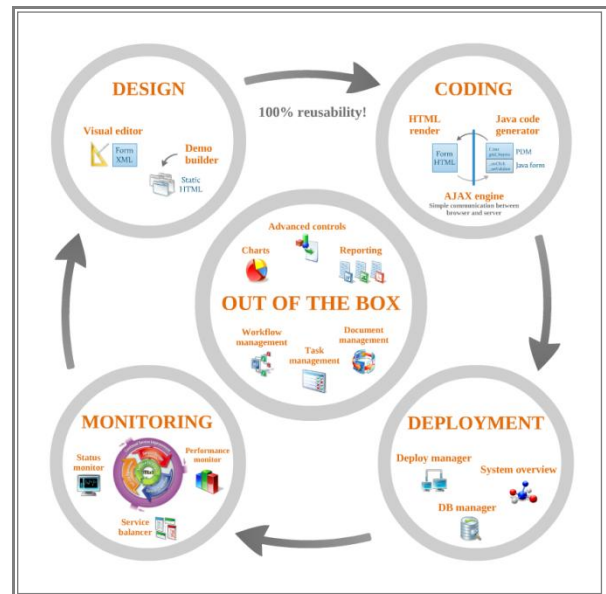 DESIGN
Visual editor
Form
XML
Demo
builder
Static
HTML
100% reusability!
CODING
HTML
render
Java code
generator
Form
HTML
PDM
Java form
AJAX engine
Simple communication between
browser and server
Advanced controls
Charts
Reporting
OUT OF THE BOX
Workflow
management
Task
management
Document
management
MONITORING
Status
monitor
Performance
monitor
Service
balancer
DEPLOYMENT
Deploy manager
System overview
DB manager